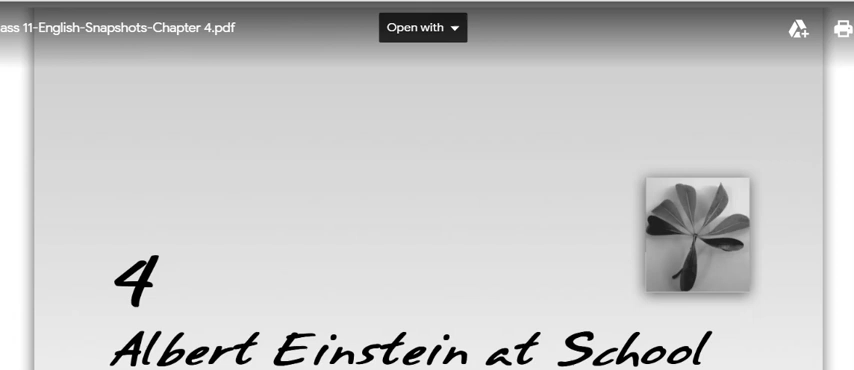 ass 11-English-Snapshots-Chapter 4.pdf
Open with
4
Albert Einstein at School